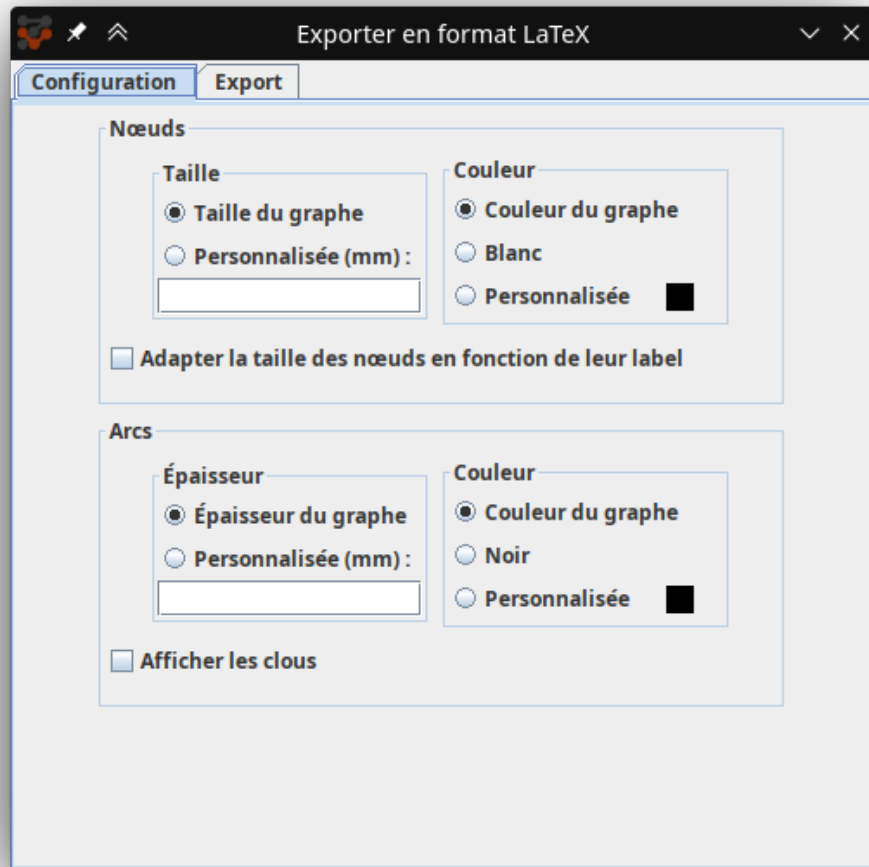 Exporter en format LaTeX
Configuration Export
Nœuds
Taille
Taille du graphe
Personnalisée (mm) :
Couleur
Couleur du graphe
Blanc
Personnalisée
Adapter la taille des nœuds en fonction de leur label
Arcs
Épaisseur
Épaisseur du graphe
Personnalisée (mm) :
Couleur
Couleur du graphe
Noir
Personnalisée
Afficher les clous